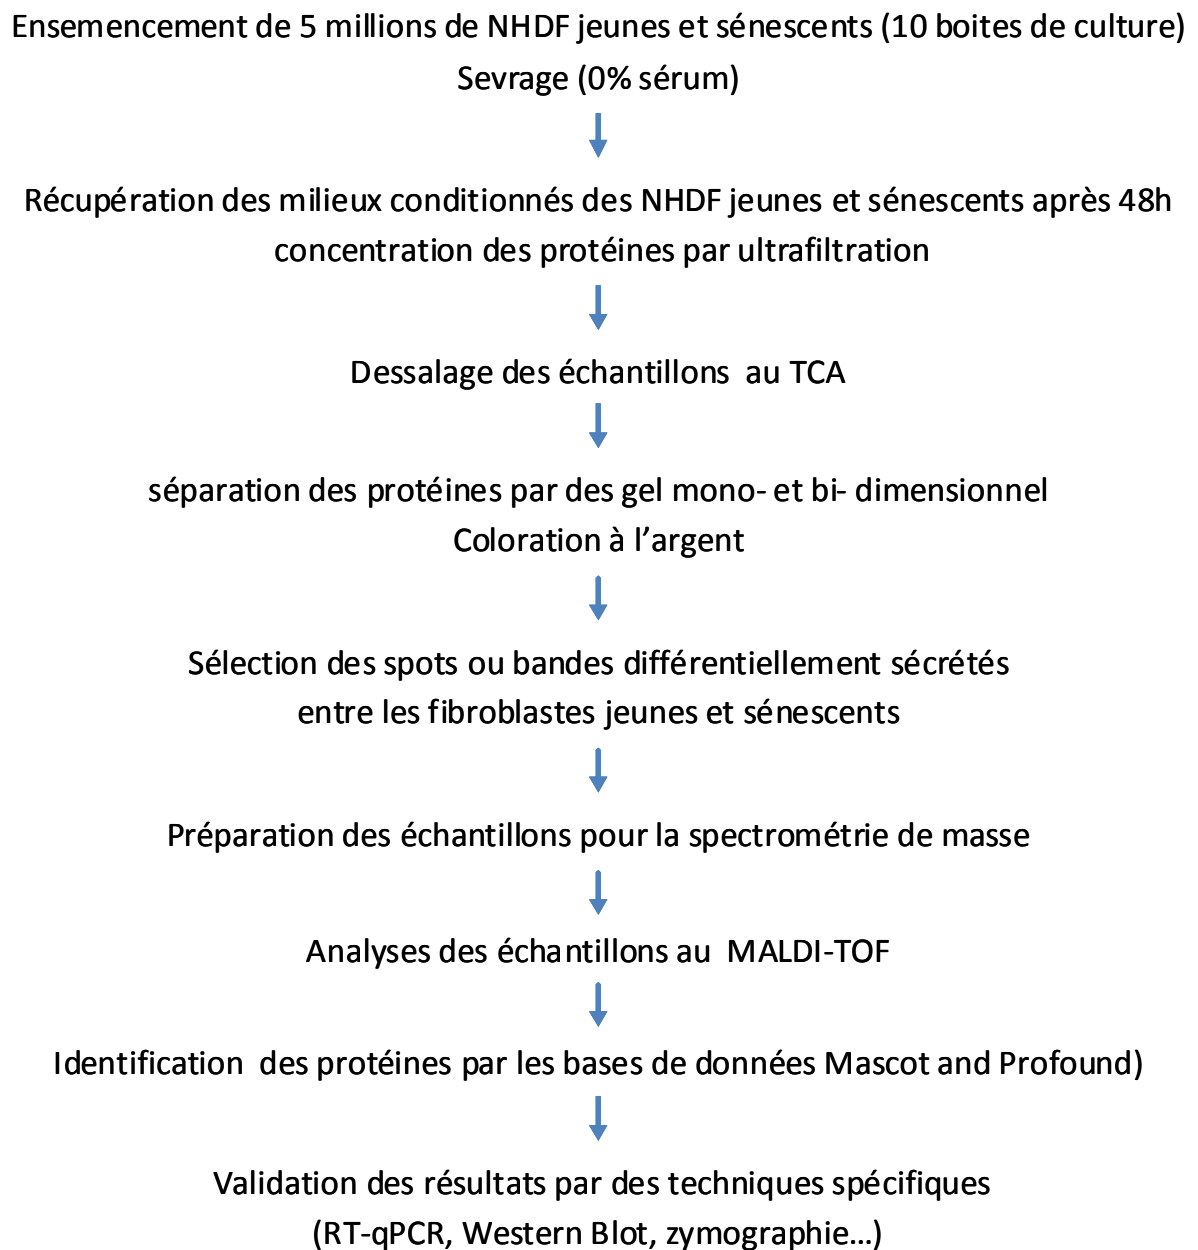 Ensemencement de 5 millions de NHDF jeunes et sénescents (10 boites de culture)
Sevrage (0% sérum)
Récupération des milieux conditionnés des NHDF jeunes et sénescents après 48h
concentration des protéines par ultrafiltration
Dessalage des échantillons au TCA
séparation des protéines par des gel mono- et bi- dimensionnel
Coloration à l’argent
Sélection des spots ou bandes différentiellement sécrétés
entre les fibroblastes jeunes et sénescents
Préparation des échantillons pour la spectrométrie de masse
Analyses des échantillons au MALDI-TOF
Identification des protéines par les bases de données Mascot and Profound)
Validation des résultats par des techniques spécifiques
(RT-qPCR, Western Blot, zymographie…)